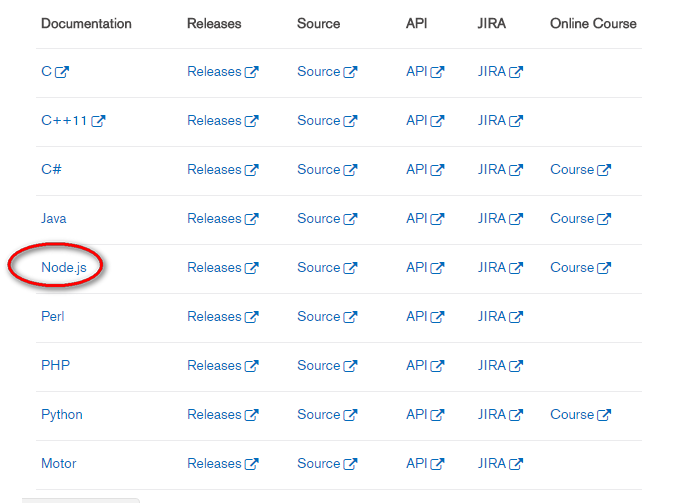 Documentation Releases Source API JIRA Online Course
C Releases Source API JIRA
C++11 Releases Source API JIRA
C# Releases Source API JIRA Course
Java Releases Source API JIRA Course
Node.js Releases Source API JIRA Course
Perl Releases Source API JIRA
PHP Releases Source API JIRA
Python Releases Source API JIRA Course
Motor Releases Source API JIRA